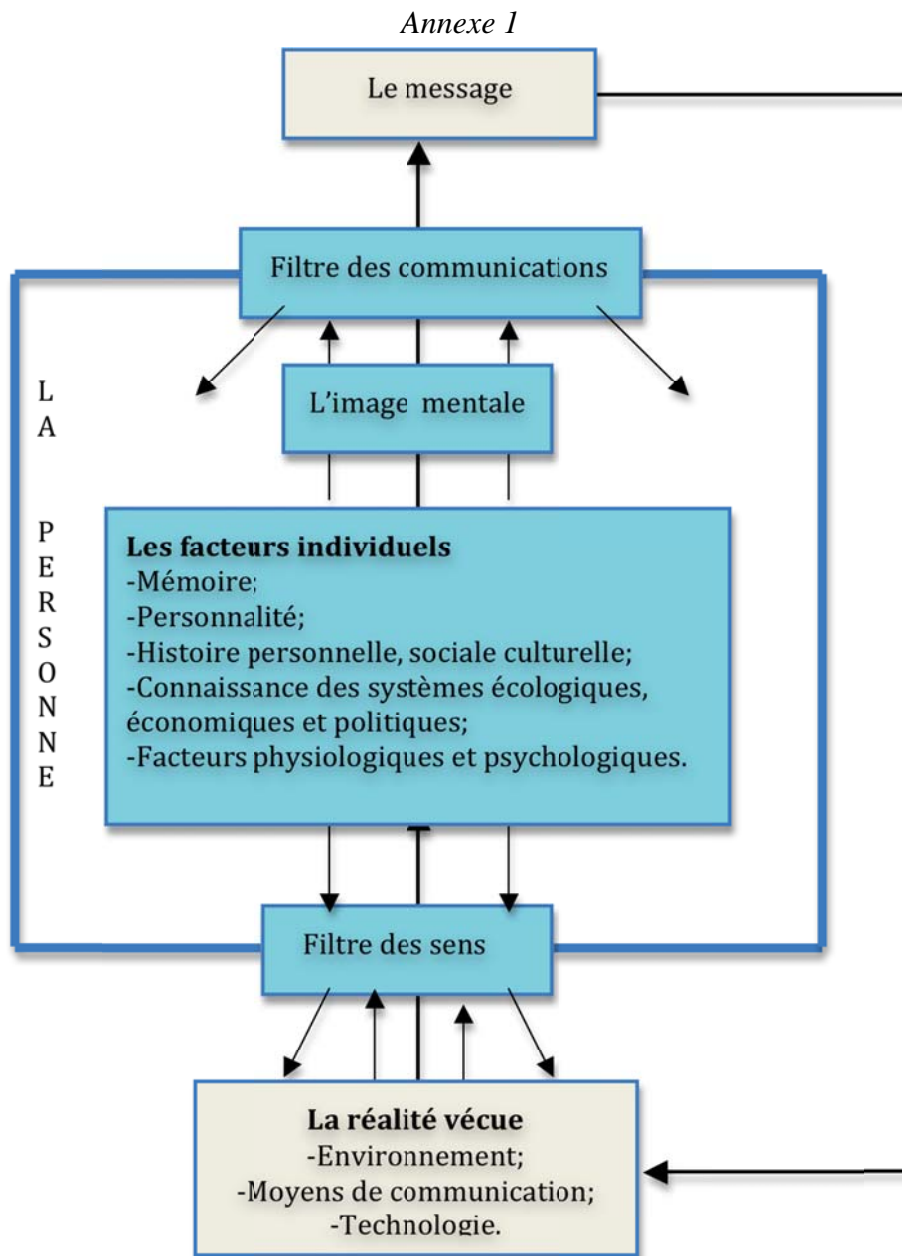 Annexe 1
Le message
Filtre des communications
L'image mentale
LA PERSONNE
Les facteurs individuels
-Mémoire;
-Personnalité;
-Histoire personnelle, sociale culturelle;
-Connaissance des systèmes écologiques,
économiques et politiques;
-Facteurs physiologiques et psychologiques.
Filtre des sens
La réalité vécue
-Environnement;
-Moyens de communication;
-Technologie.